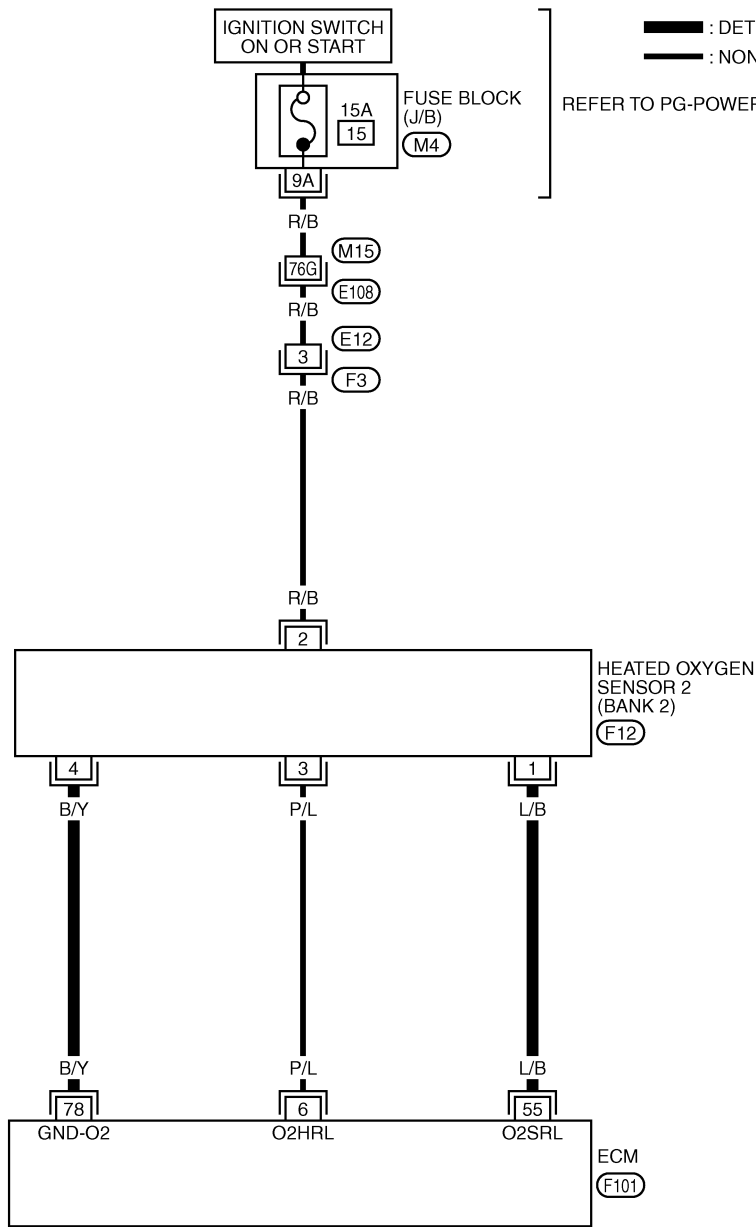 IGNITION SWITCH
ON OR START
: DET
: NON
15A
15
FUSE BLOCK
(J/B)
M4
REFER TO PG-POWER
9A
R/B
M15
76G
E108
R/B
E12
3
F3
R/B
R/B
2
HEATED OXYGEN
SENSOR 2
(BANK 2)
F12
4 3 1
B/Y P/L L/B
B/Y P/L L/B
78 6 55
GND-O2 O2HRL O2SRL
ECM
F101